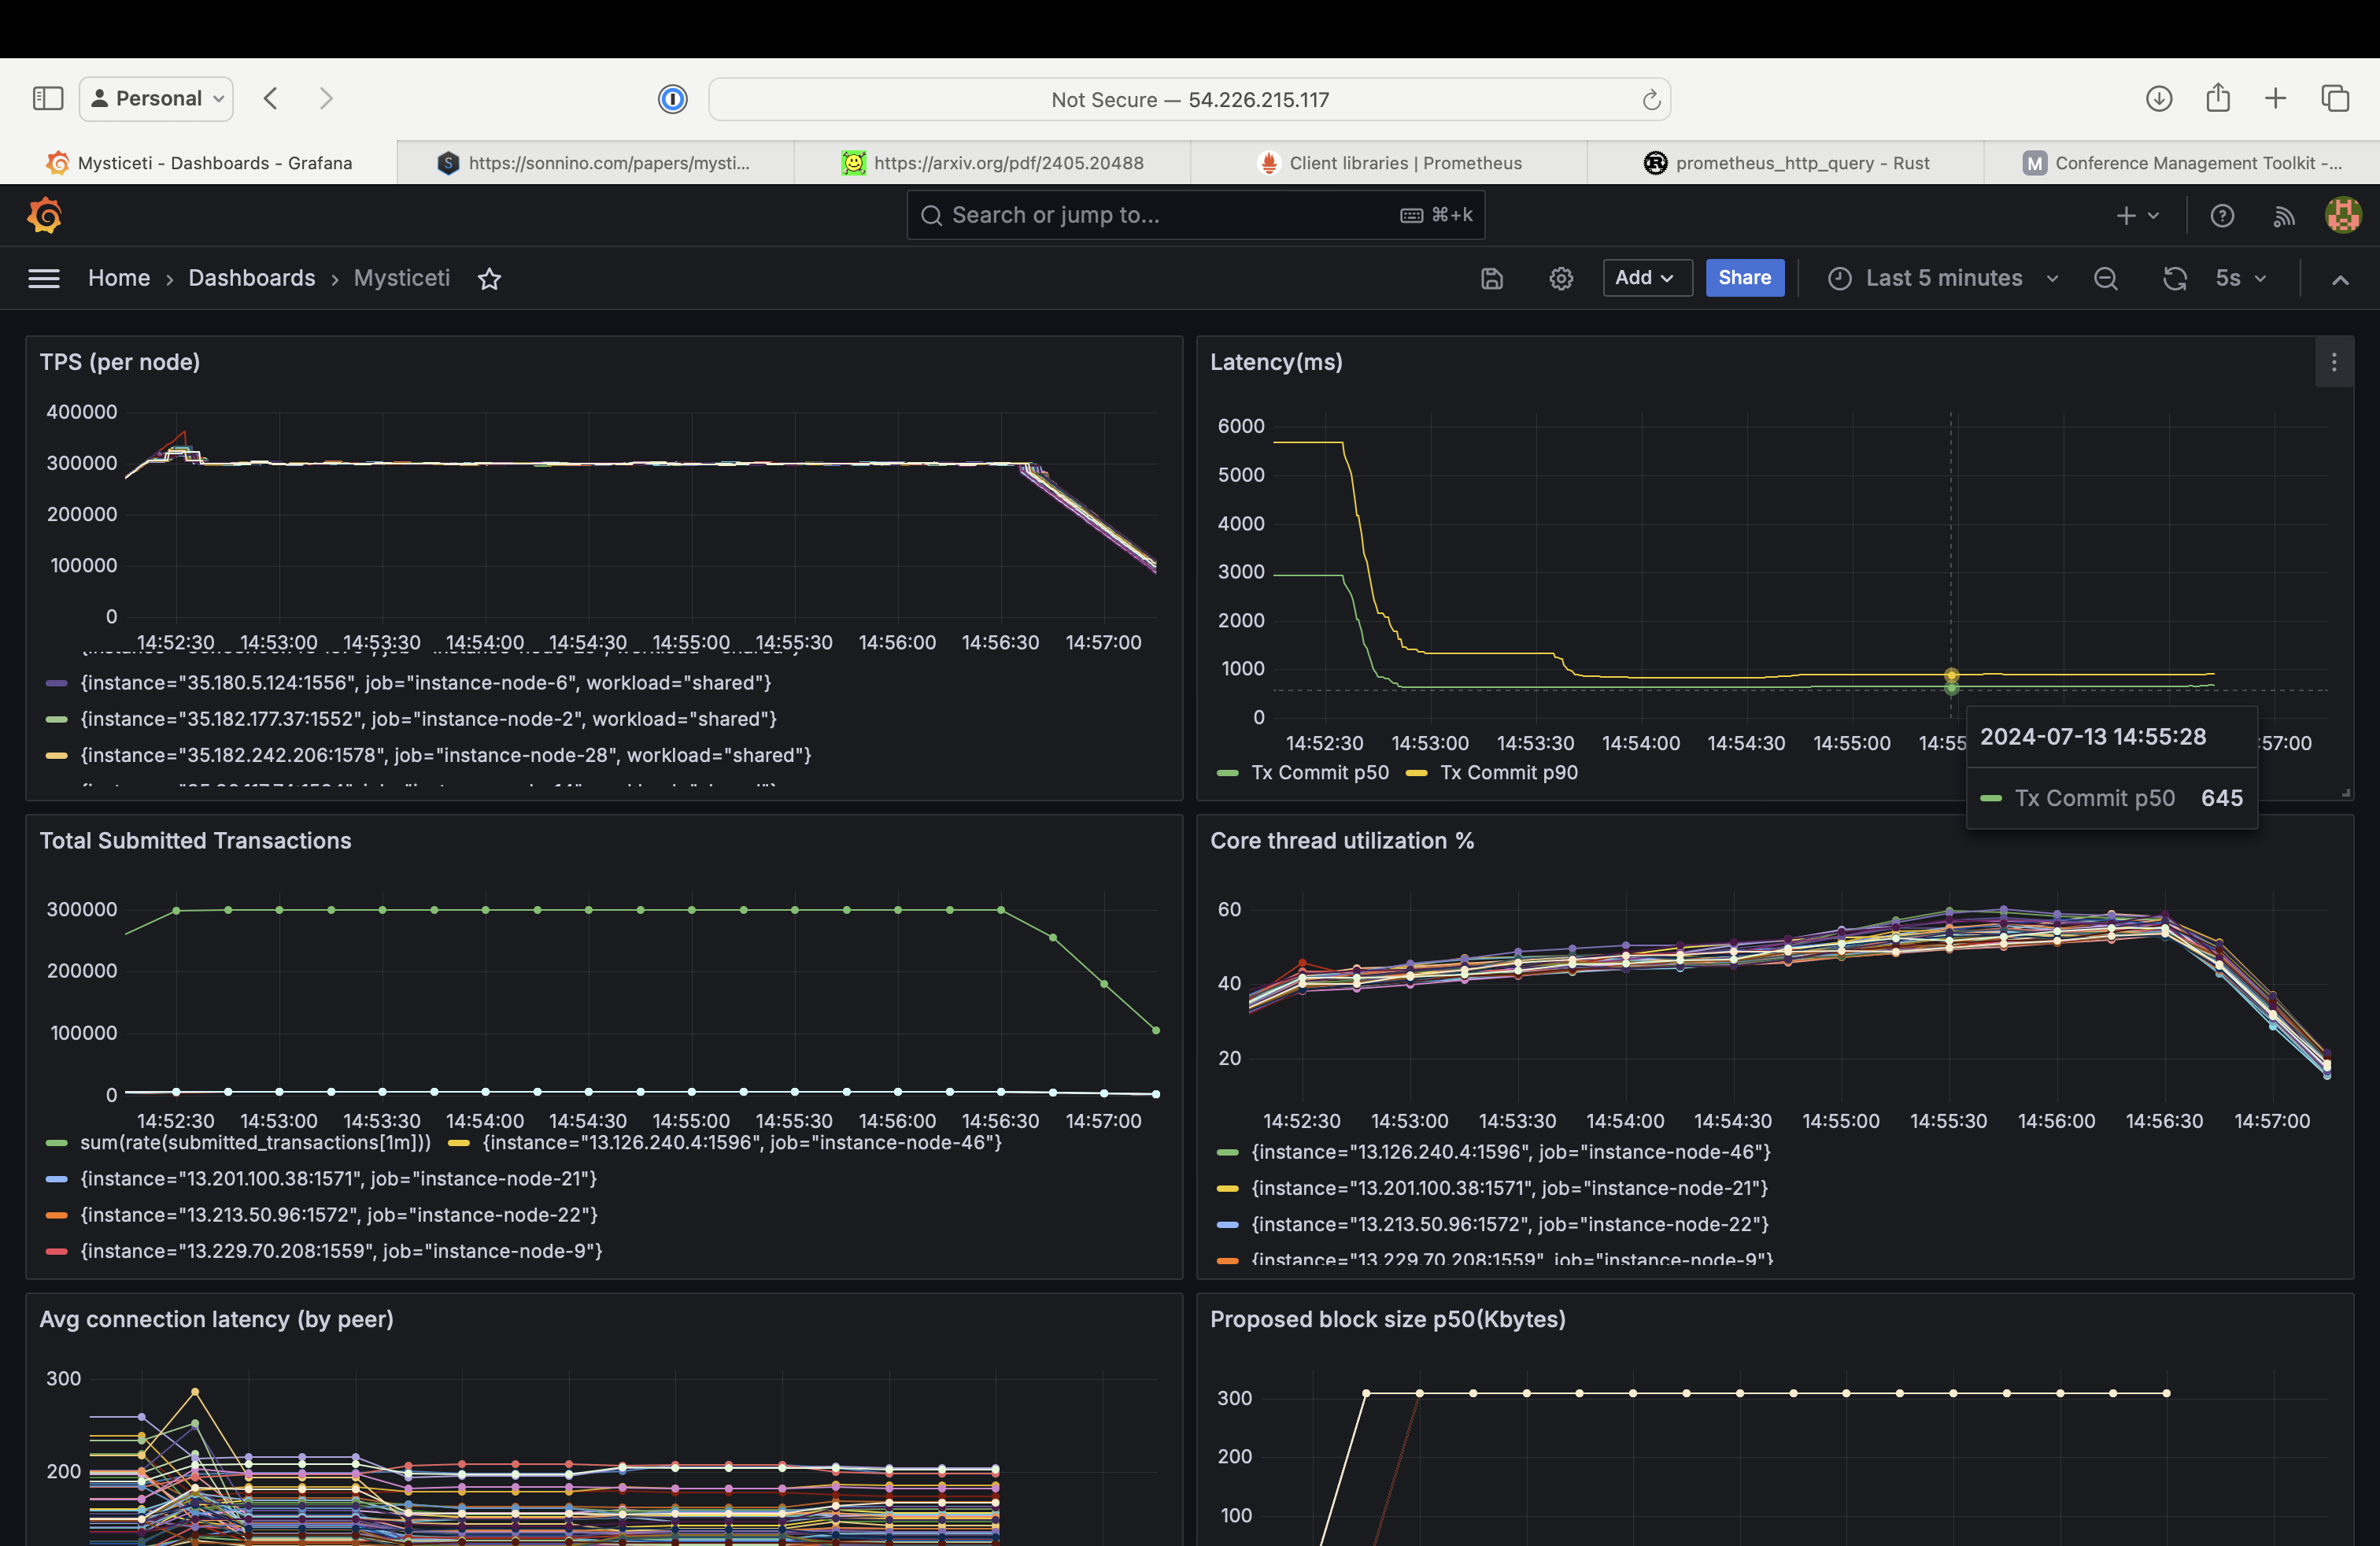 Personal
Not Secure — 54.226.215.117
Mysticeti - Dashboards - Grafana
https://sonnino.com/papers/mysti...
https://arxiv.org/pdf/2405.20488
Client libraries | Prometheus
prometheus_http_query - Rust
M Conference Management Toolkit -...
Search or jump to...
⌘+k
Home › Dashboards › Mysticeti
Add
Share
Last 5 minutes
5s
TPS (per node)
400000
300000
200000
100000
0
14:52:30 14:53:00 14:53:30 14:54:00 14:54:30 14:55:00 14:55:30 14:56:00 14:56:30 14:57:00
{instance="35.180.5.124:1556", job="instance-node-6", workload="shared"}
{instance="35.182.177.37:1552", job="instance-node-2", workload="shared"}
{instance="35.182.242.206:1578", job="instance-node-28", workload="shared"}
Latency(ms)
6000
5000
4000
3000
2000
1000
0
14:52:30 14:53:00 14:53:30 14:54:00 14:54:30 14:55:00 14:55 :57:00
Tx Commit p50 Tx Commit p90
2024-07-13 14:55:28
Tx Commit p50 645
Total Submitted Transactions
300000
200000
100000
0
14:52:30 14:53:00 14:53:30 14:54:00 14:54:30 14:55:00 14:55:30 14:56:00 14:56:30 14:57:00
sum(rate(submitted_transactions[1m])) {instance="13.126.240.4:1596", job="instance-node-46"}
{instance="13.201.100.38:1571", job="instance-node-21"}
{instance="13.213.50.96:1572", job="instance-node-22"}
{instance="13.229.70.208:1559", job="instance-node-9"}
Core thread utilization %
60
40
20
14:52:30 14:53:00 14:53:30 14:54:00 14:54:30 14:55:00 14:55:30 14:56:00 14:56:30 14:57:00
{instance="13.126.240.4:1596", job="instance-node-46"}
{instance="13.201.100.38:1571", job="instance-node-21"}
{instance="13.213.50.96:1572", job="instance-node-22"}
{instance="13.229.70.208:1559", job="instance-node-9"}
Avg connection latency (by peer)
300
200
Proposed block size p50(Kbytes)
300
200
100